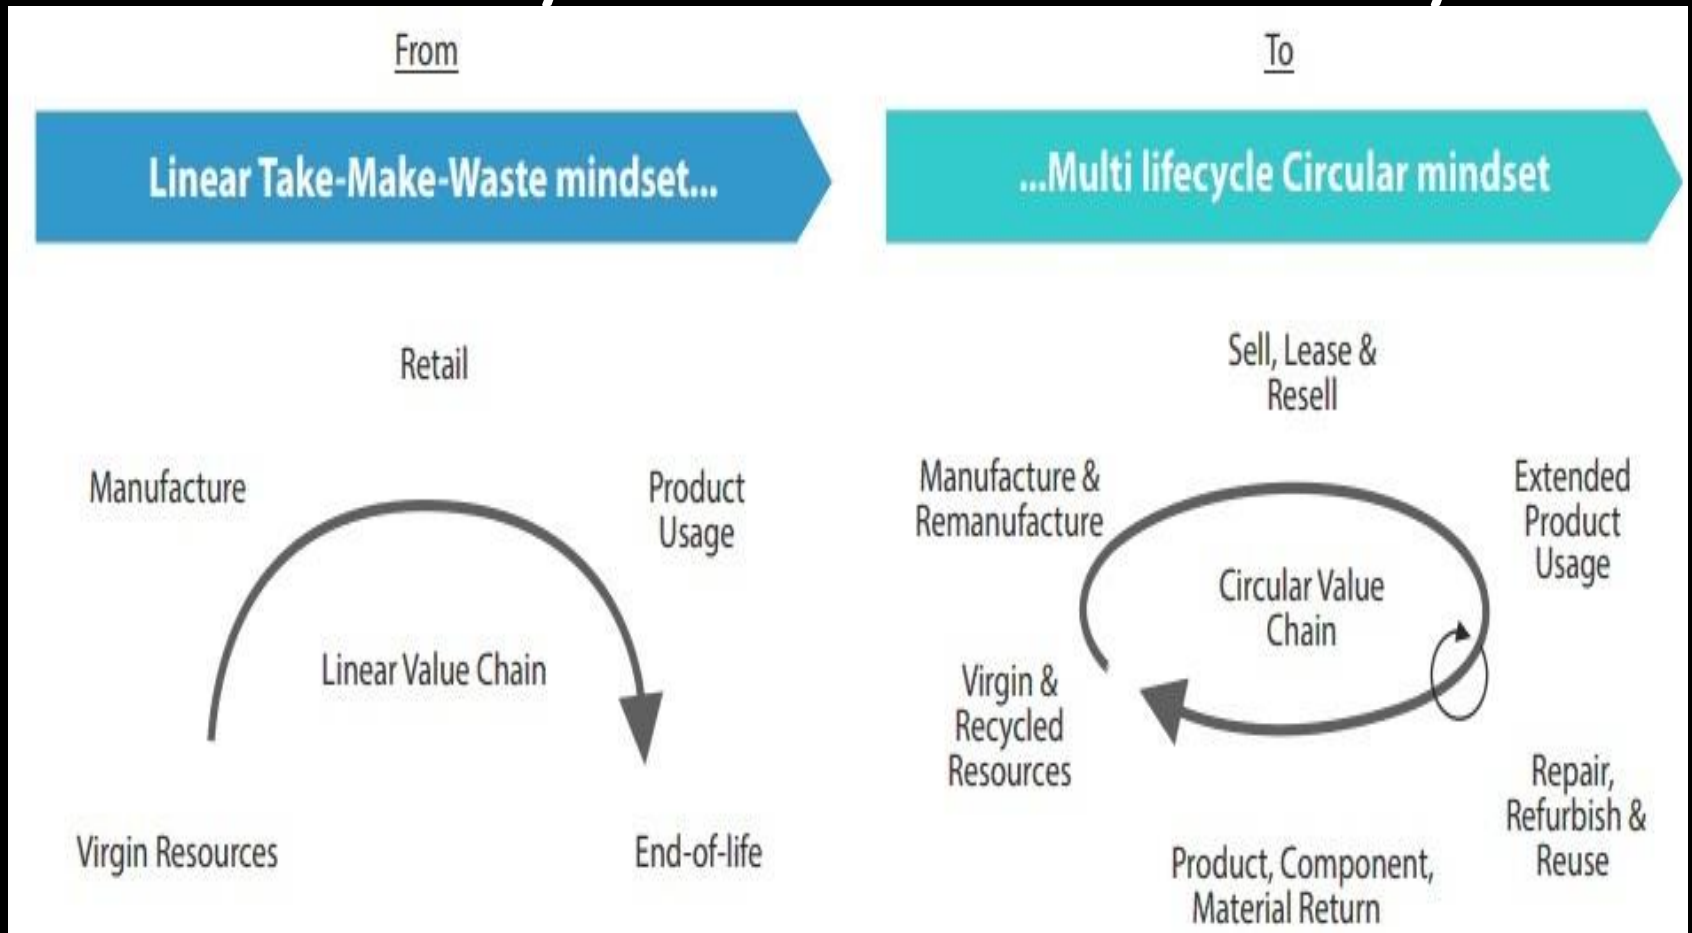 From
Linear Take-Make-Waste mindset...
Retail
Manufacture
Product
Usage
Linear Value Chain
Virgin Resources
End-of-life
To
...Multi lifecycle Circular mindset
Sell, Lease &
Resell
Manufacture &
Remanufacture
Extended
Product
Usage
Circular Value
Chain
Virgin &
Recycled
Resources
Repair,
Refurbish &
Reuse
Product, Component,
Material Return